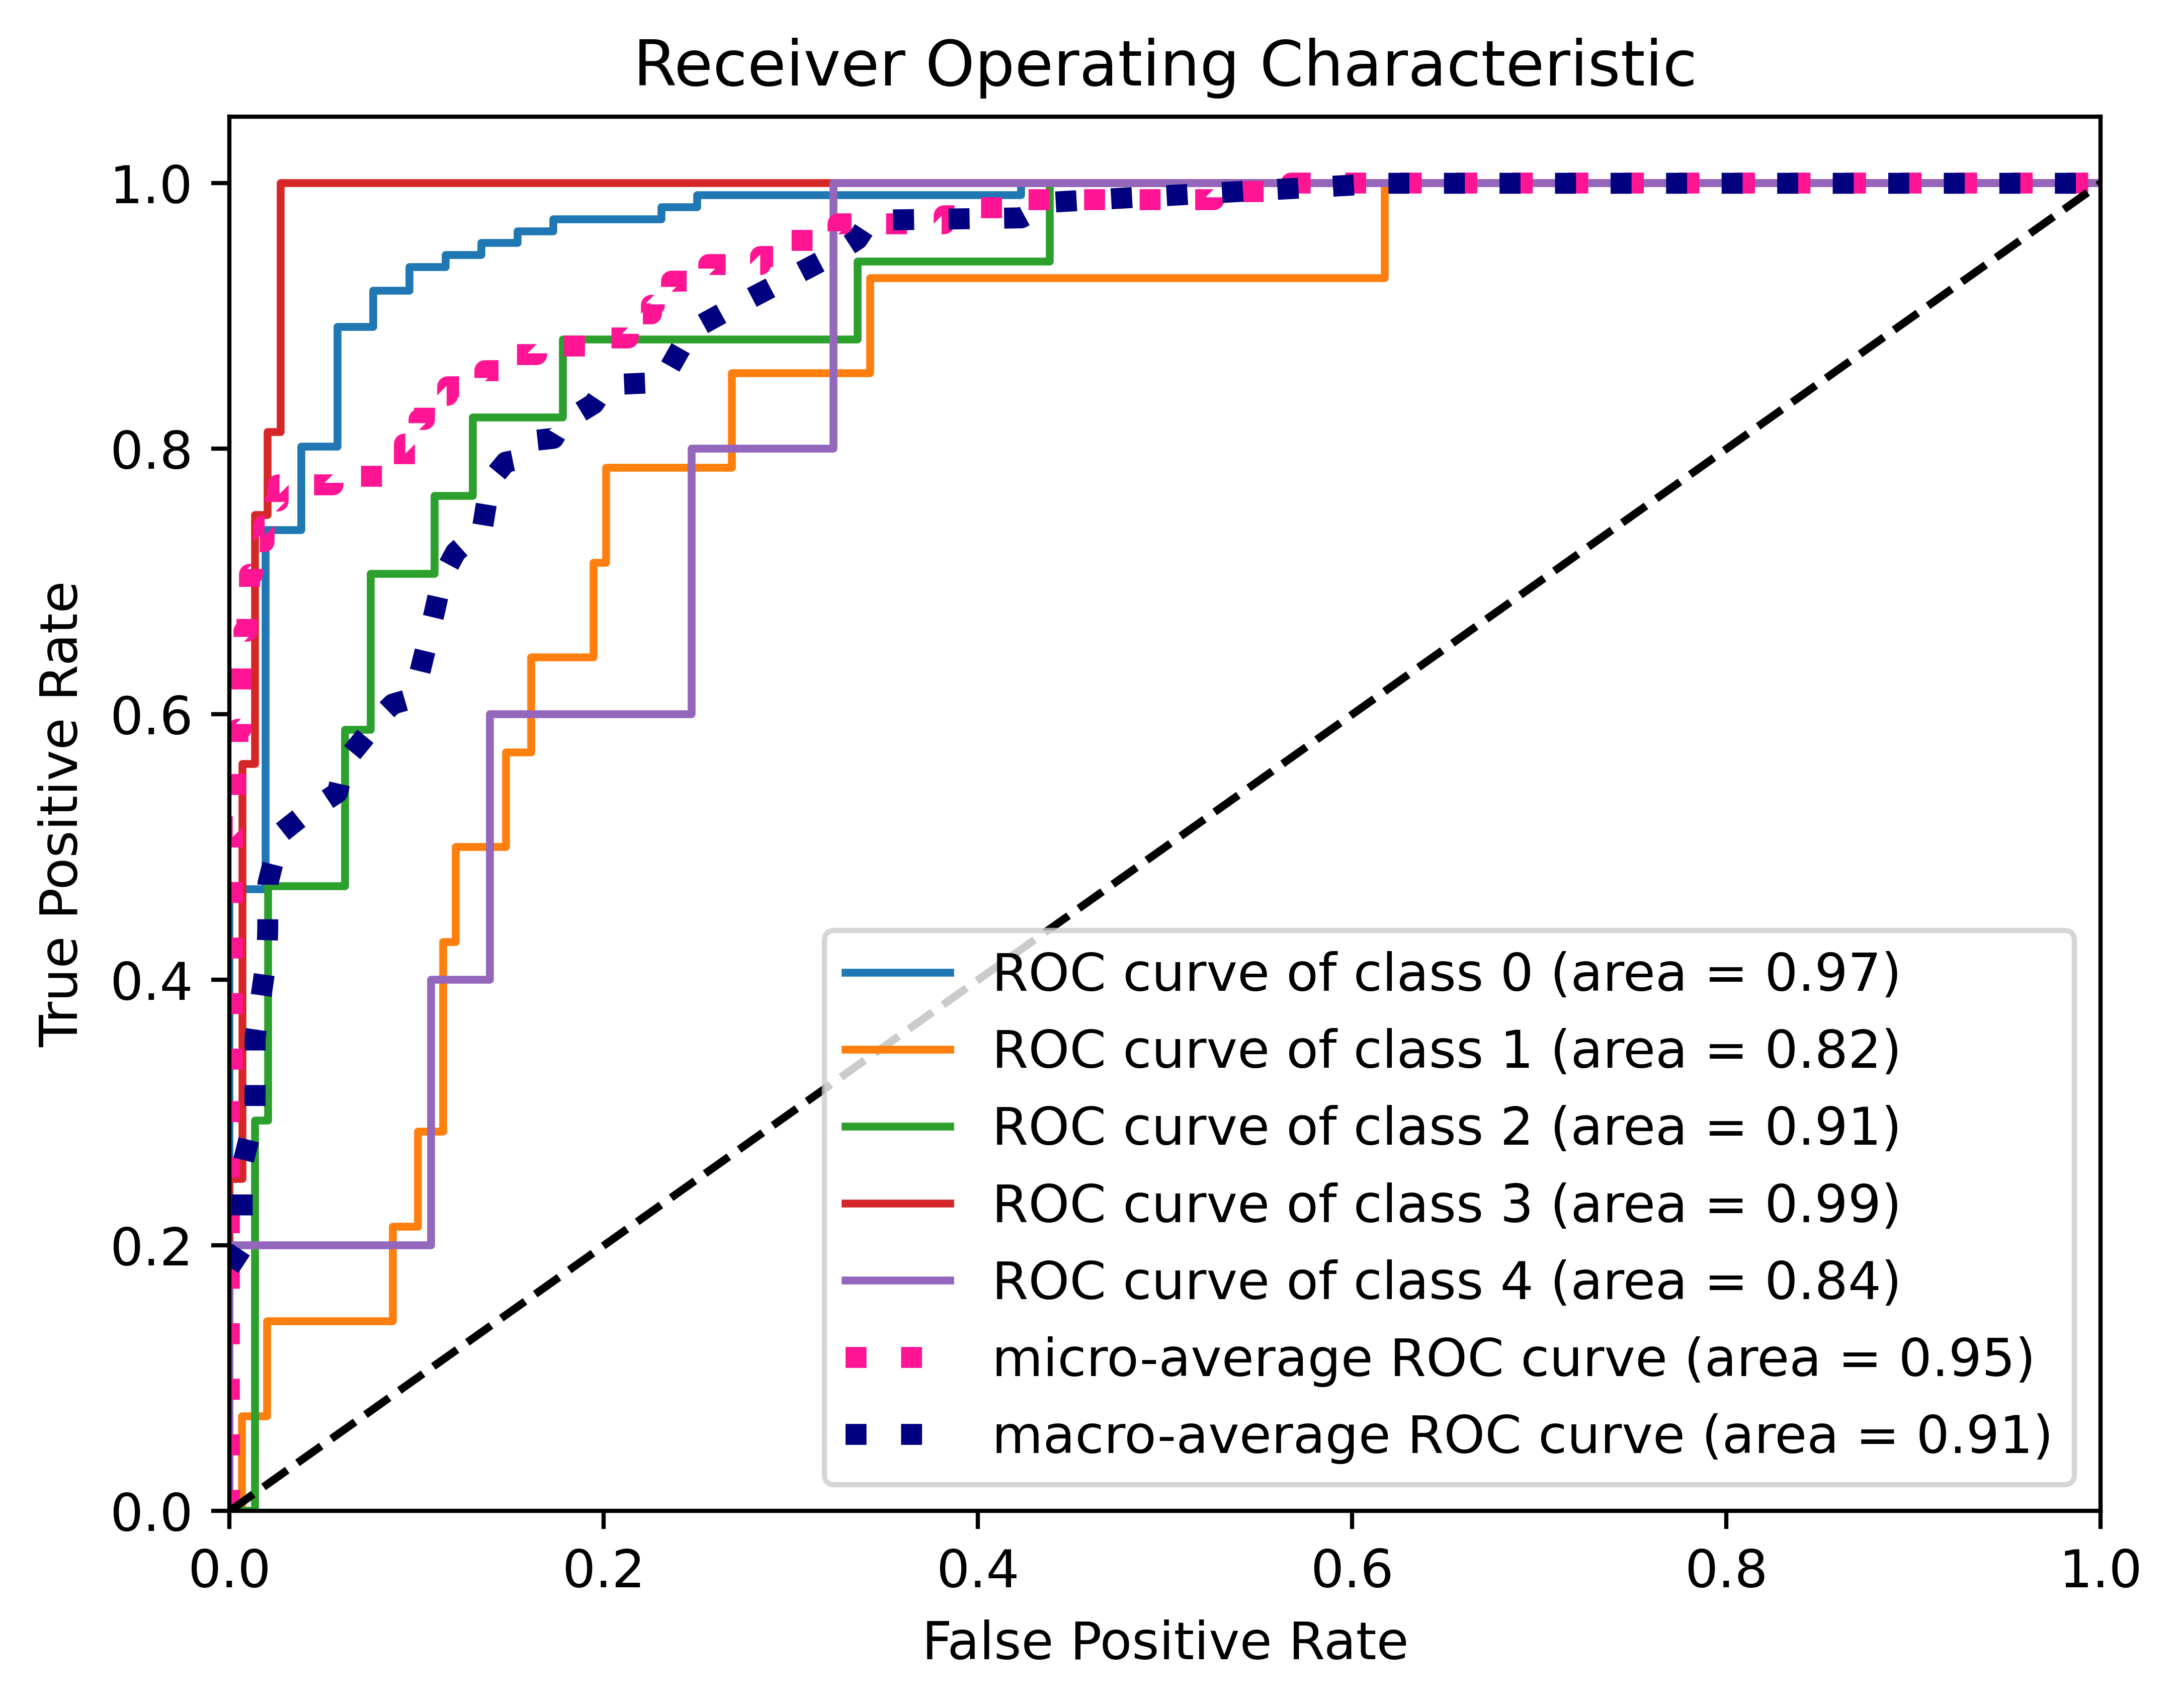 Receiver Operating Characteristic
1.0
0.8
0.6
0.4
0.2
0.0
True Positive Rate
ROC curve of class 0 (area = 0.97)
ROC curve of class 1 (area = 0.82)
ROC curve of class 2 (area = 0.91)
ROC curve of class 3 (area = 0.99)
ROC curve of class 4 (area = 0.84)
micro-average ROC curve (area = 0.95)
macro-average ROC curve (area = 0.91)
0.0 0.2 0.4 0.6 0.8 1.0
False Positive Rate